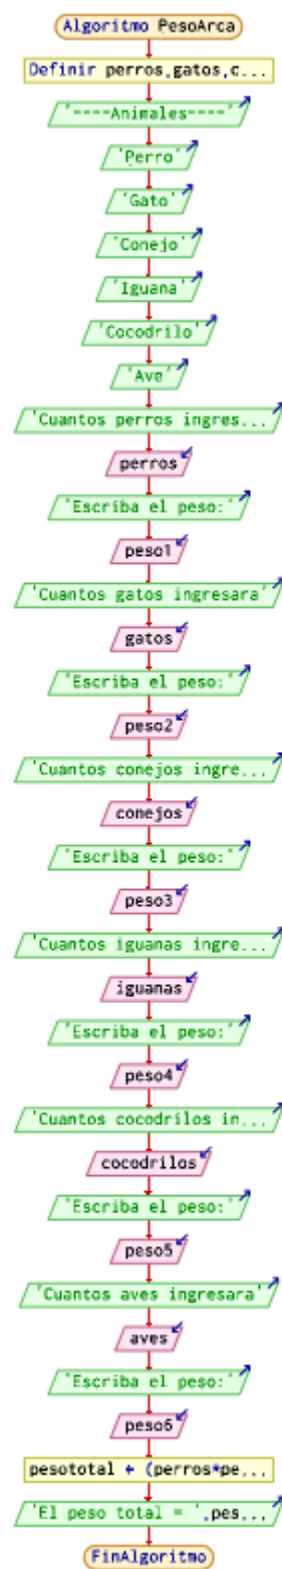 Algoritmo PesoArca
Definir perros,gatos,c...
'----Animales----'
'Perro'
'Gato'
'Conejo'
'Iguana'
'Cocodrilo'
'Ave'
'Cuantos perros ingres...
perros
'Escriba el peso:'
peso1
'Cuantos gatos ingresara'
gatos
'Escriba el peso:'
peso2
'Cuantos conejos ingre...
conejos
'Escriba el peso:'
peso3
'Cuantos iguanas ingre...
iguanas
'Escriba el peso:'
peso4
'Cuantos cocodrilos in...
cocodrilos
'Escriba el peso:'
peso5
'Cuantos aves ingresara'
aves
'Escriba el peso:'
peso6
pesototal ← (perros*pe...
'El peso total = ',pes...
FinAlgoritmo